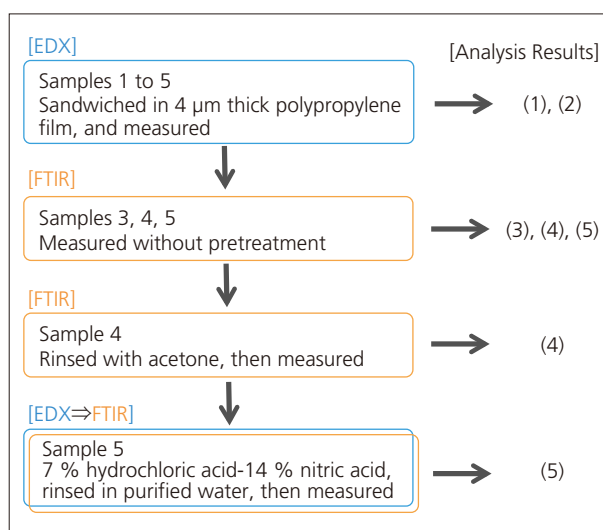 [EDX]
[Analysis Results]
Samples 1 to 5
Sandwiched in 4 µm thick polypropylene
film, and measured
(1), (2)
[FTIR]
Samples 3, 4, 5
Measured without pretreatment
(3), (4), (5)
[FTIR]
Sample 4
Rinsed with acetone, then measured
(4)
[EDX⇒FTIR]
Sample 5
7 % hydrochloric acid-14 % nitric acid,
rinsed in purified water, then measured
(5)